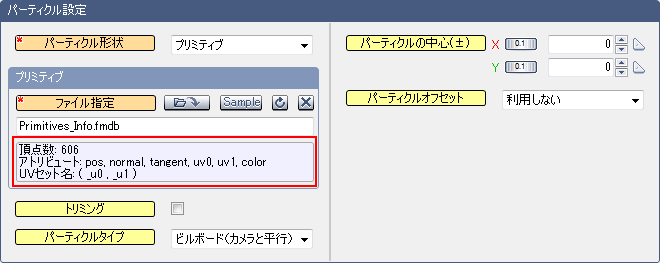 パーティクル設定
* パーティクル形状 プリミティブ
プリミティブ
* ファイル指定 Sample
Primitives_Info.fmdb
頂点数: 606
アトリビュート: pos, normal, tangent, uv0, uv1, color
UVセット名: ( _u0 , _u1 )
トリミング
パーティクルタイプ ビルボード(カメラと平行)
パーティクルの中心(±) X 0.1 0
Y 0.1 0
パーティクルオフセット 利用しない